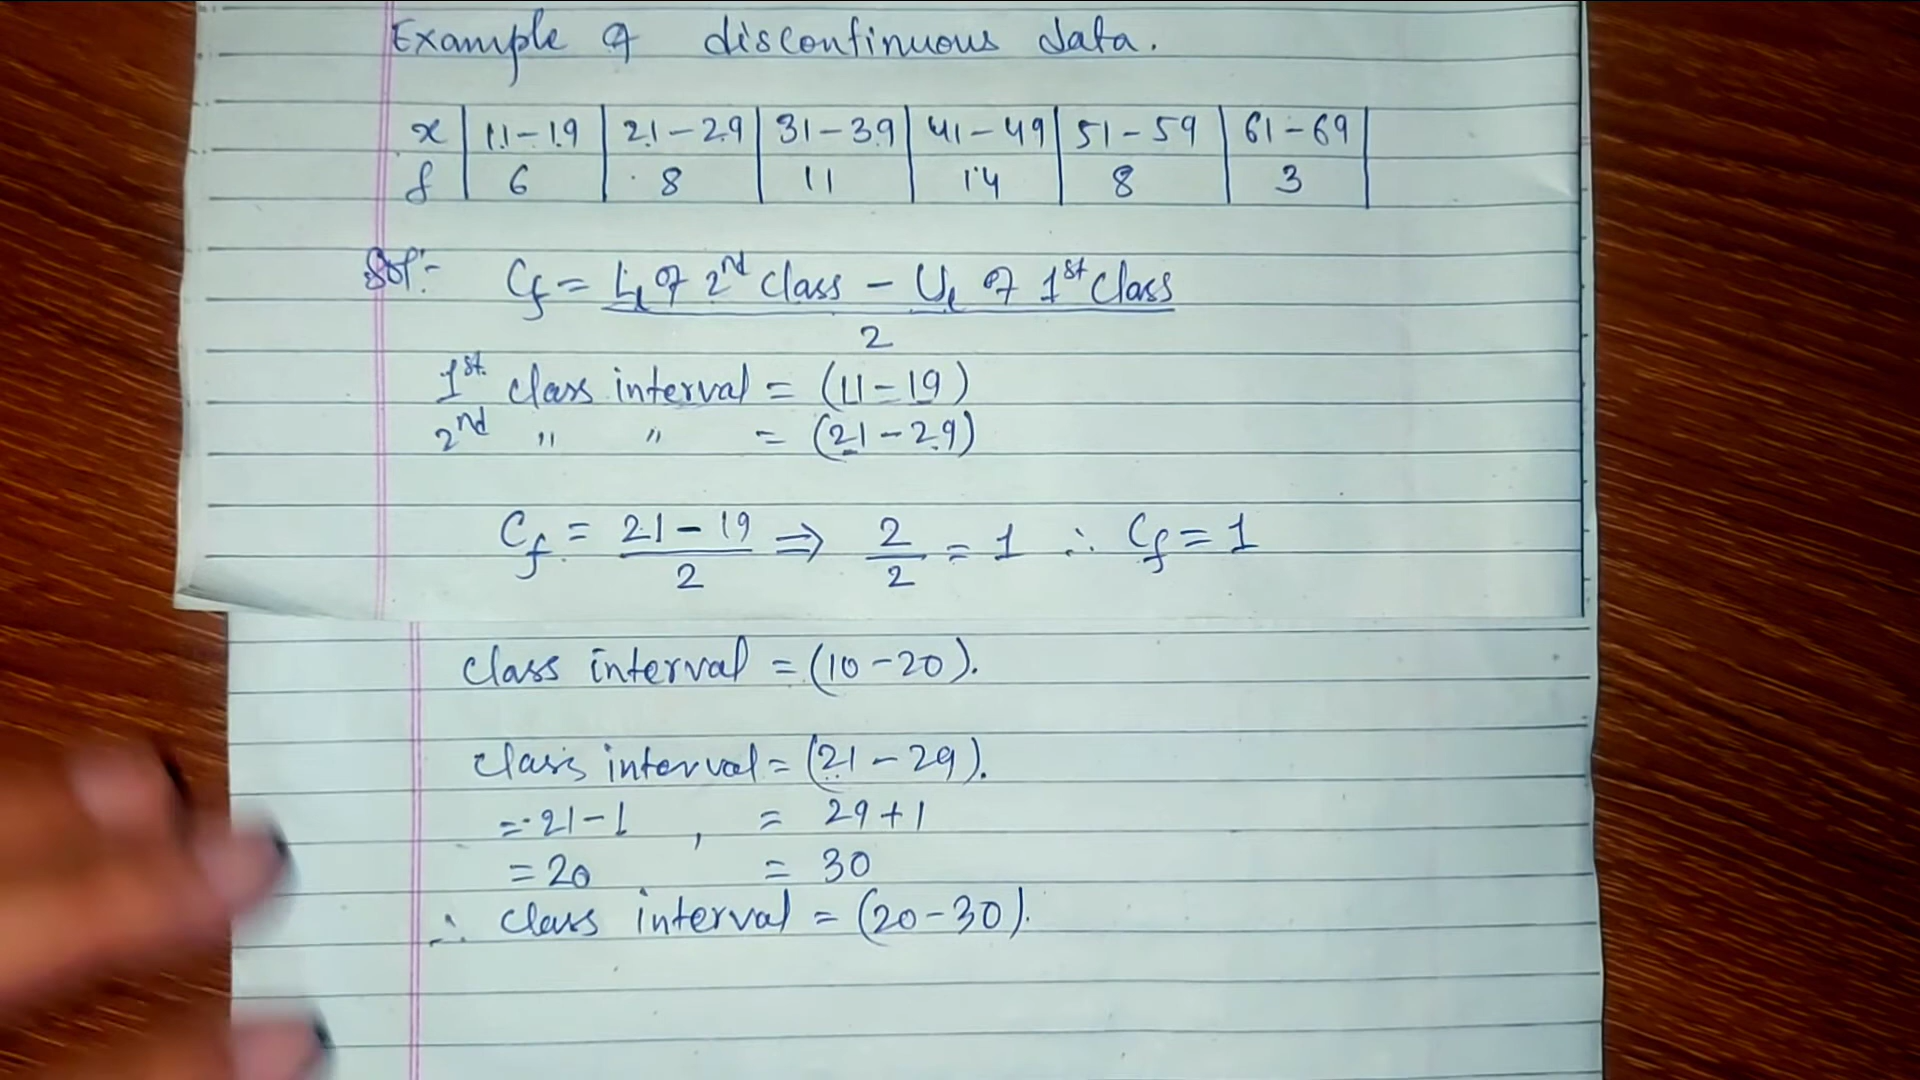 Example of discontinuous data.
x 11-19 21-29 31-39 41-49 51-59 61-69
f 6 8 11 14 8 3
Sol:- Cf = Ll of 2nd class - Ul of 1st class
2
1st class interval = (11-19)
2nd " " = (21-29)
Cf = 21-19 ⇒ 2 = 1 ∴ Cf = 1
2 2
class interval = (10-20).
class interval = (21-29).
= 21-1 , = 29+1
= 20 = 30
∴ class interval = (20-30).